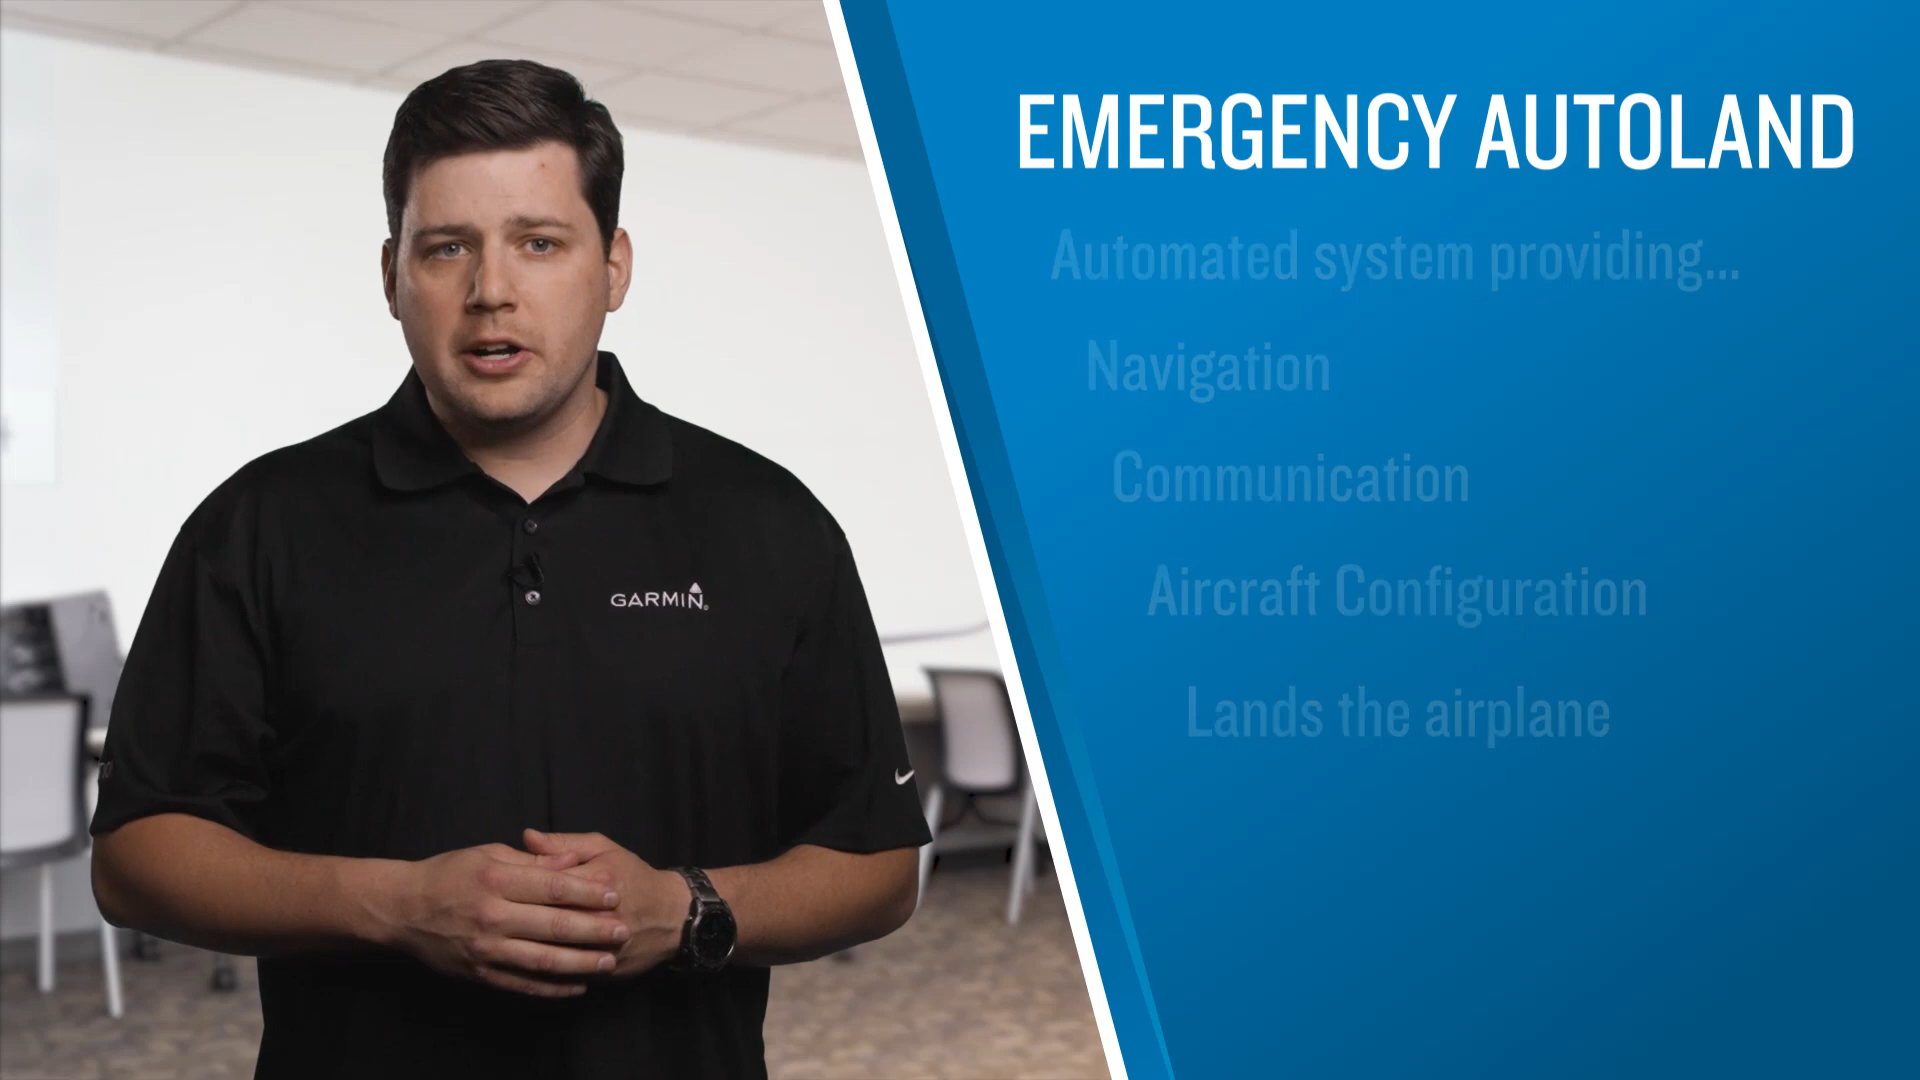 EMERGENCY AUTOLAND
Automated system providing...
Navigation
Communication
Aircraft Configuration
Lands the airplane
GARMIN